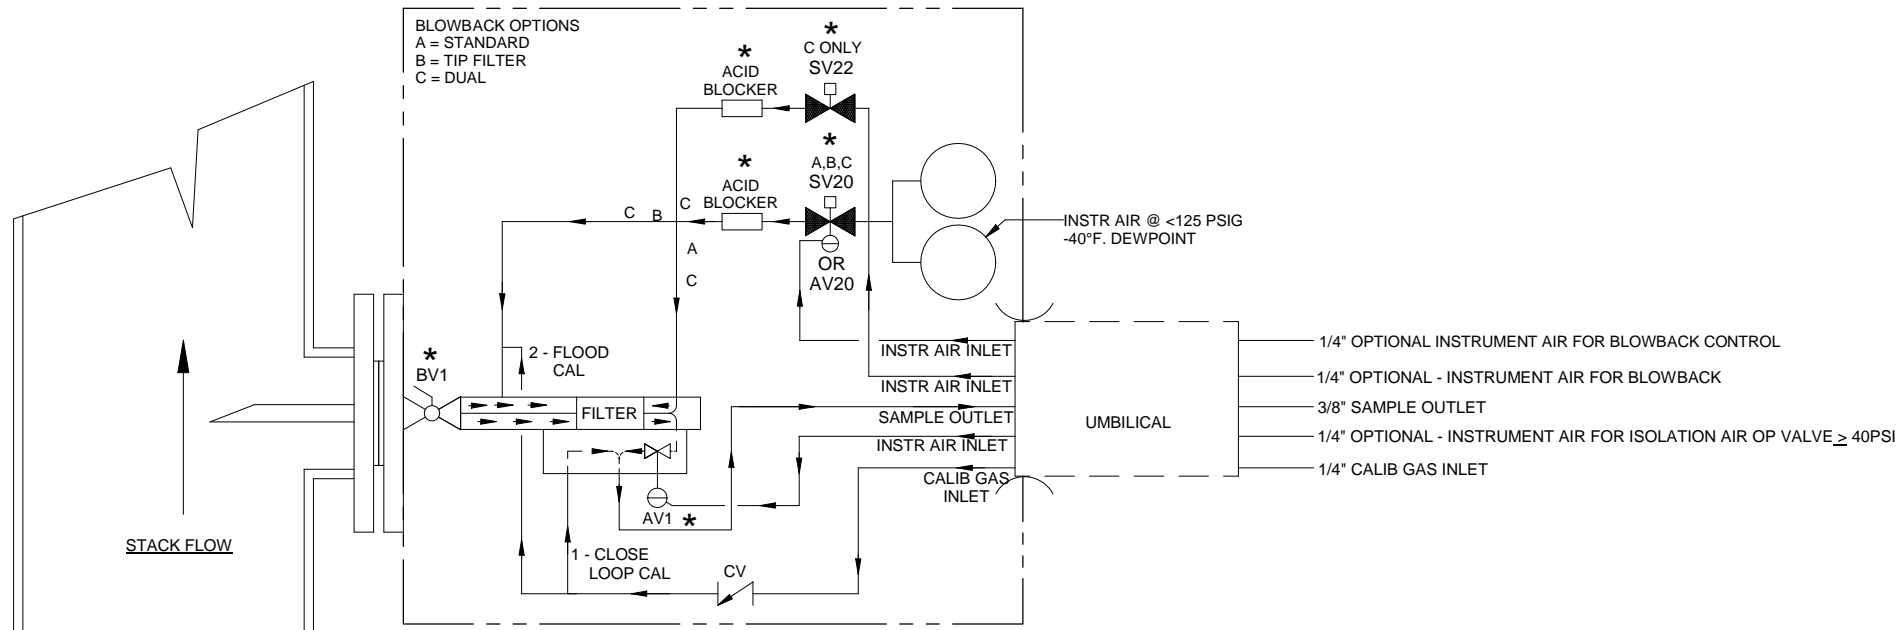 BLOWBACK OPTIONS
A = STANDARD
B = TIP FILTER
C = DUAL
*
C ONLY
SV22
*
ACID
BLOCKER
*
A,B,C
SV20
*
ACID
BLOCKER
C
B
C
A
C
OR
AV20
INSTR AIR @ <125 PSIG
-40°F. DEWPOINT
2 - FLOOD
CAL
*
BV1
FILTER
INSTR AIR INLET
INSTR AIR INLET
SAMPLE OUTLET
INSTR AIR INLET
CALIB GAS
INLET
UMBILICAL
1/4" OPTIONAL INSTRUMENT AIR FOR BLOWBACK CONTROL
1/4" OPTIONAL - INSTRUMENT AIR FOR BLOWBACK
3/8" SAMPLE OUTLET
1/4" OPTIONAL - INSTRUMENT AIR FOR ISOLATION AIR OP VALVE ≥ 40PSI
1/4" CALIB GAS INLET
AV1 *
STACK FLOW
1 - CLOSE
LOOP CAL
CV